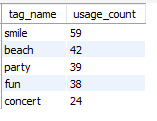 tag_name usage_count
smile 59
beach 42
party 39
fun 38
concert 24